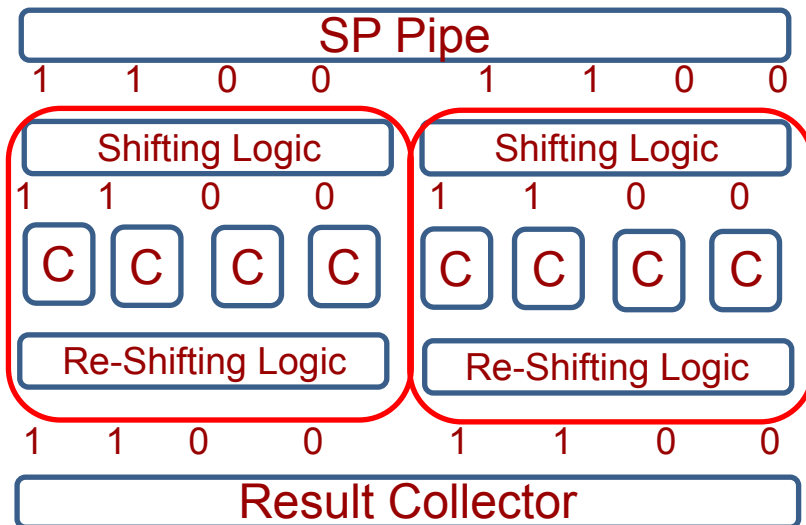 SP Pipe
1 1 0 0 1 1 0 0
Shifting Logic Shifting Logic
1 1 0 0 1 1 0 0
C C C C C C C C
Re-Shifting Logic Re-Shifting Logic
1 1 0 0 1 1 0 0
Result Collector